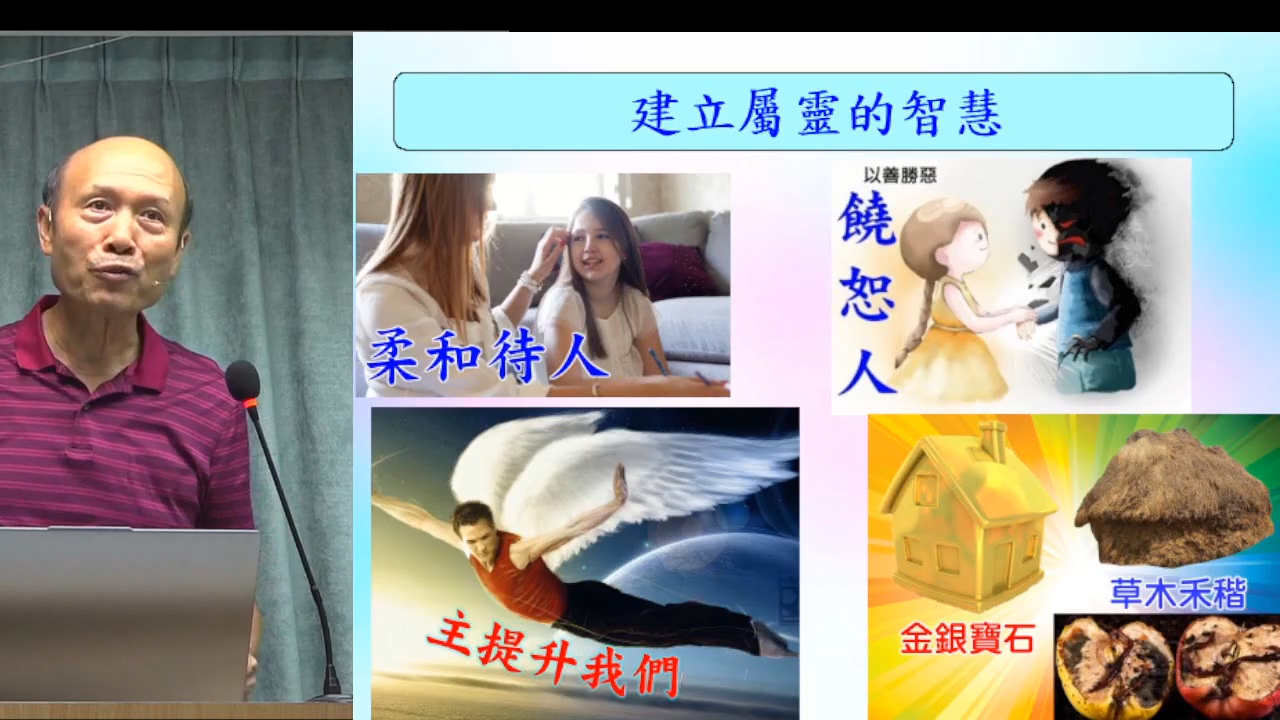 建立屬靈的智慧
柔和待人
以善勝惡
饒恕人
主提升我們
草木禾稭
金銀寶石